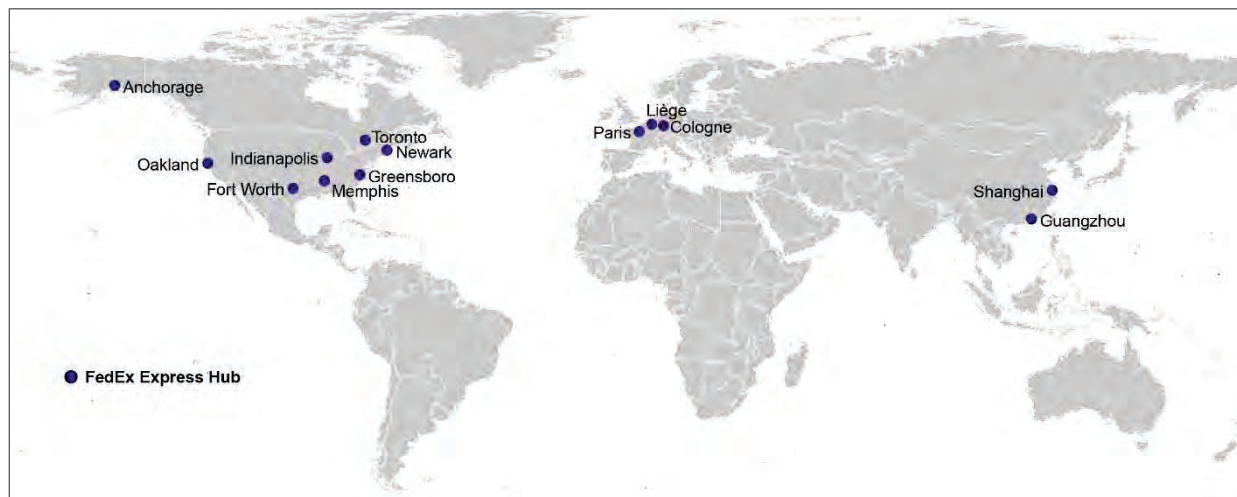 Anchorage
Toronto
Newark
Indianapolis
Oakland
Greensboro
Fort Worth
Memphis
Liège
Paris
Cologne
Shanghai
Guangzhou
FedEx Express Hub